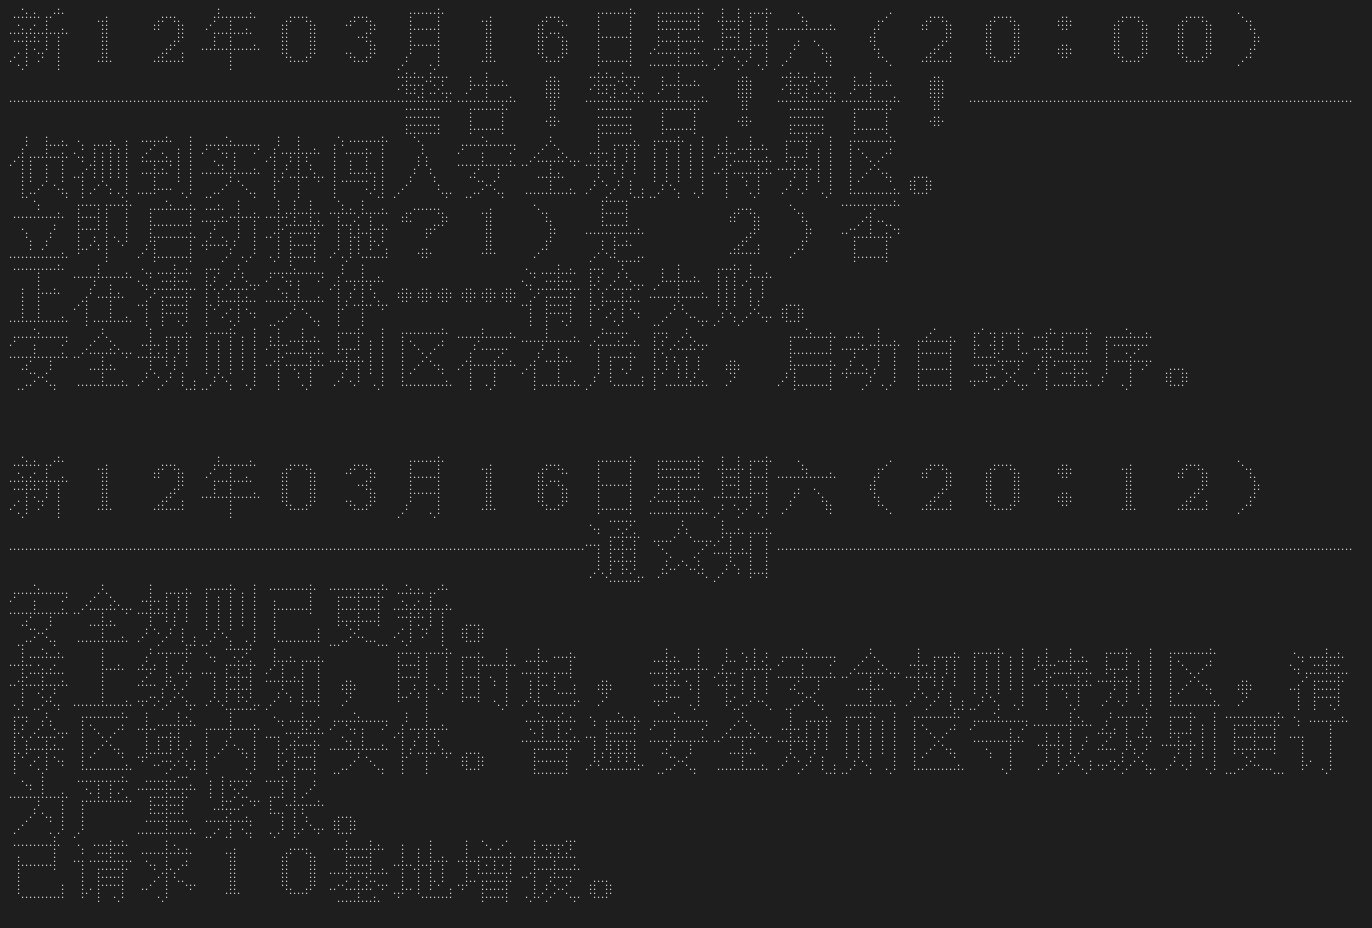 新１２年０３月１６日星期六（２０：００）
———警告！警告！警告！———
侦测到实体闯入安全规则特别区。
立即启动措施？１）是　２）否
正在清除实体……清除失败。
安全规则特别区存在危险，启动自毁程序。
新１２年０３月１６日星期六（２０：１２）
———通☆知———
安全规则已更新。
接上级通知，即时起，封锁安全规则特别区，清
除区域内诸实体。普通安全规则区守戒级别更订
为严重紧张。
已请求１０基地增援。